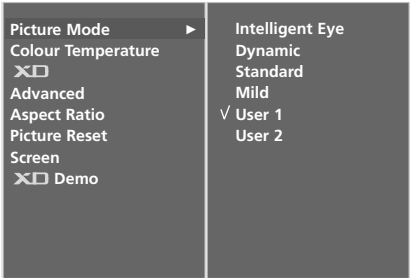 Picture Mode ►
Colour Temperature
XD
Advanced
Aspect Ratio
Picture Reset
Screen
XD Demo
Intelligent Eye
Dynamic
Standard
Mild
√ User 1
User 2